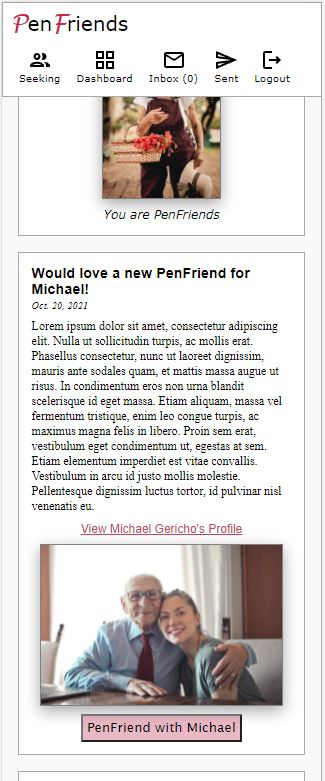 PenFriends
Seeking Dashboard Inbox (0) Sent Logout
You are PenFriends
Would love a new PenFriend for
Michael!
Oct. 20, 2021
Lorem ipsum dolor sit amet, consectetur adipiscing
elit. Nulla ut sollicitudin turpis, ac mollis erat.
Phasellus consectetur, nunc ut laoreet dignissim,
mauris ante sodales quam, et mattis massa augue ut
risus. In condimentum eros non urna blandit
scelerisque id eget massa. Etiam aliquam, massa vel
fermentum tristique, enim leo congue turpis, ac
maximus magna felis in libero. Proin sem erat,
vestibulum eget condimentum ut, egestas at sem.
Etiam elementum imperdiet est vitae convallis.
Vestibulum in arcu id justo mollis molestie.
Pellentesque dignissim luctus tortor, id pulvinar nisl
venenatis eu.
View Michael Gericho's Profile
PenFriend with Michael